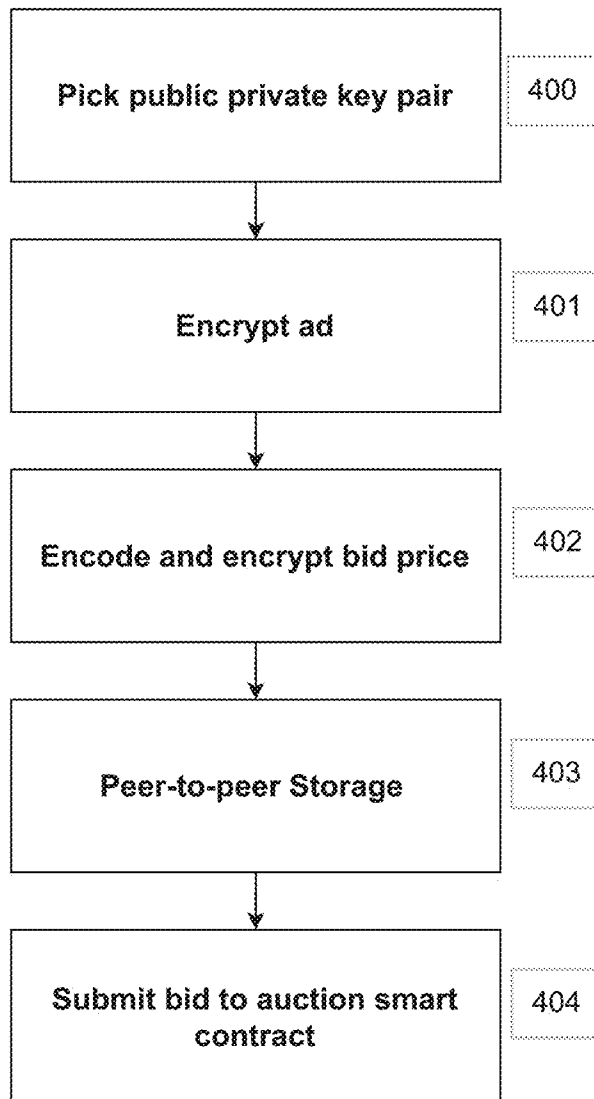 Pick public private key pair
400
Encrypt ad
401
Encode and encrypt bid price
402
Peer-to-peer Storage
403
Submit bid to auction smart
contract
404